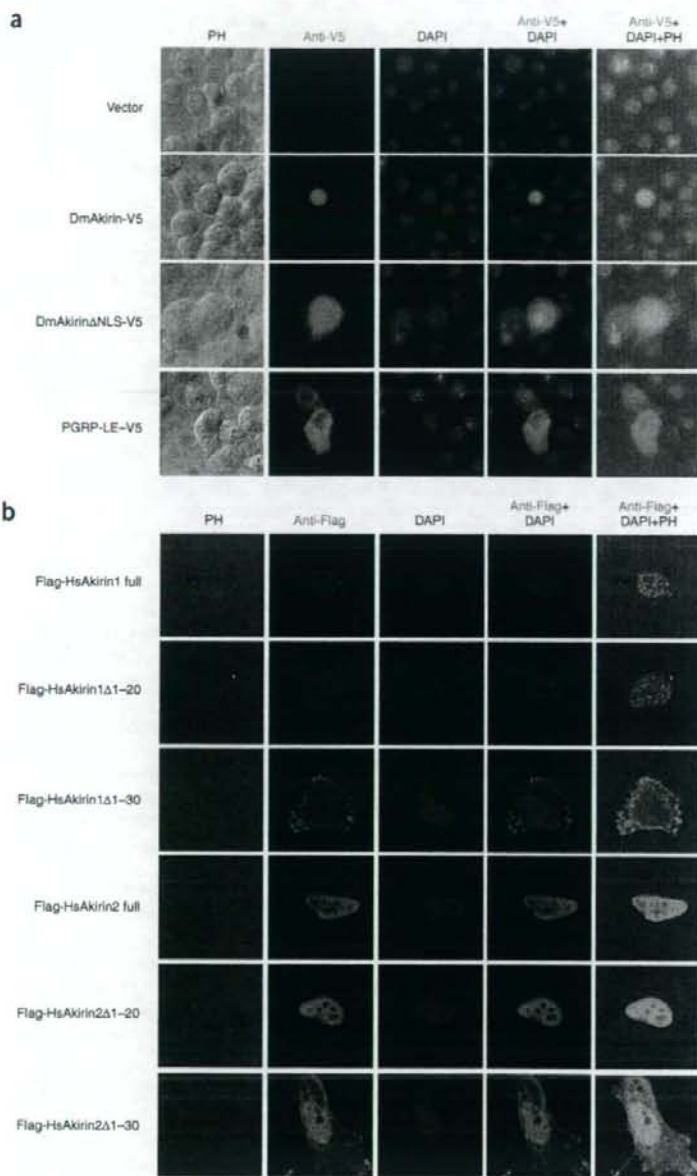 a
PH
Anti-V5
DAPI
Anti-V5+
DAPI
Anti-V5+
DAPI+PH
Vector
DmAkirin-V5
DmAkirinΔNLS-V5
PGRP-LE–V5
b
PH
Anti-Flag
DAPI
Anti-Flag+
DAPI
Anti-Flag+
DAPI+PH
Flag-HsAkirin1 full
Flag-HsAkirin1Δ1–20
Flag-HsAkirin1Δ1–30
Flag-HsAkirin2 full
Flag-HsAkirin2Δ1–20
Flag-HsAkirin2Δ1–30